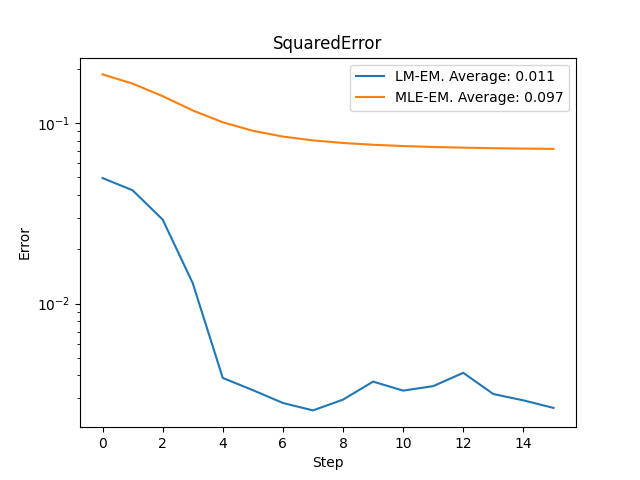 SquaredError
LM-EM. Average: 0.011
MLE-EM. Average: 0.097
10⁻¹
10⁻²
Error
0 2 4 6 8 10 12 14
Step